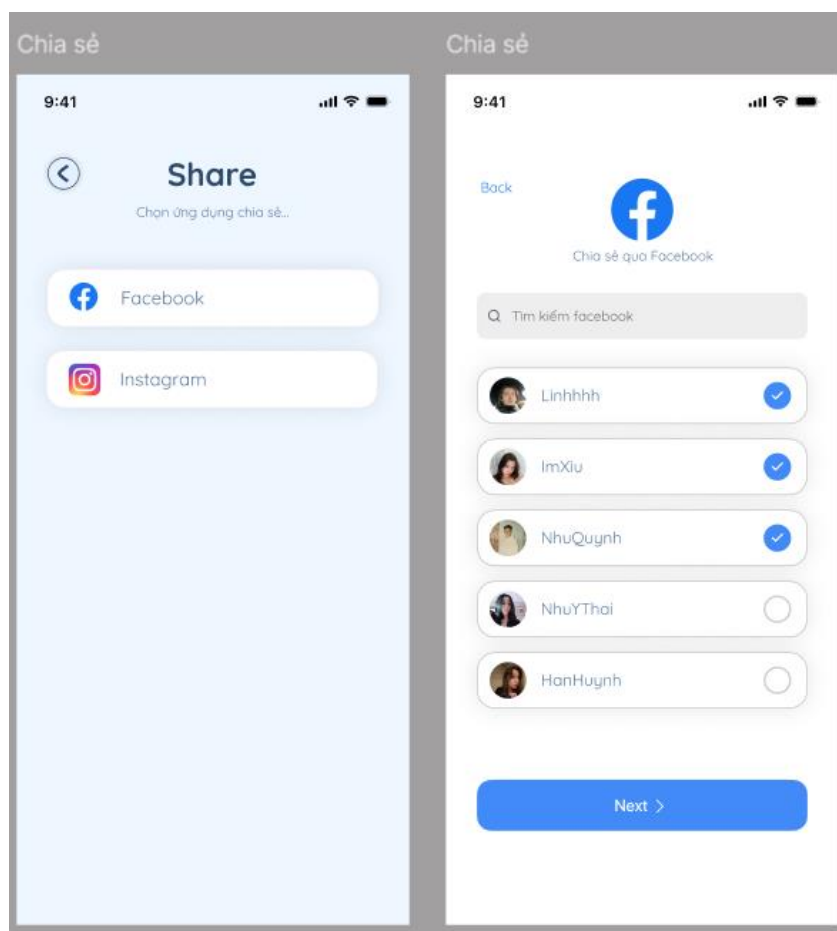 Chia sẻ
9:41
Share
Chọn ứng dụng chia sẻ...
Facebook
Instagram
Chia sẻ
9:41
Back
Chia sẻ qua Facebook
Tìm kiếm facebook
Linhhhh
ImXiu
NhuQuynh
NhuYThai
HanHuynh
Next >